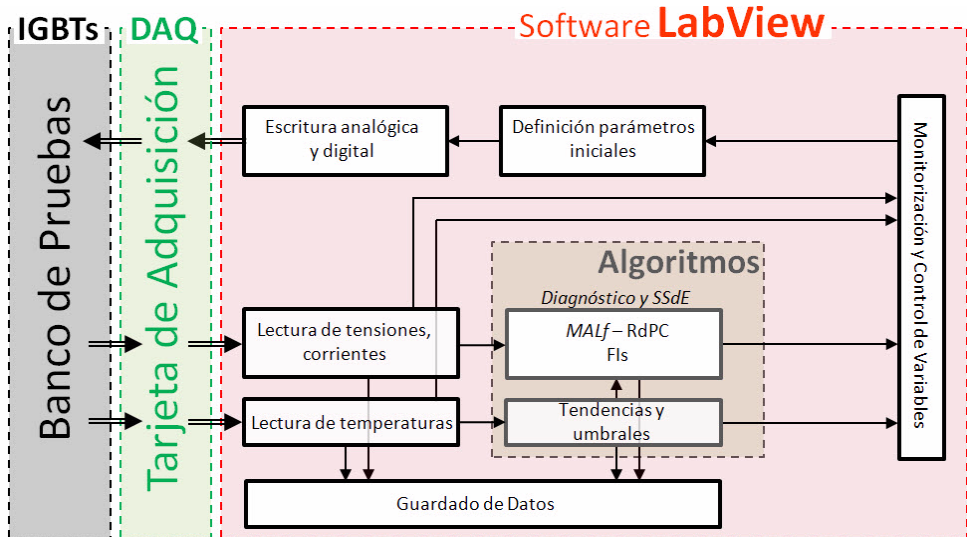 IGBTs
DAQ
Software LabView
Banco de Pruebas
Tarjeta de Adquisición
Escritura analógica
y digital
Definición parámetros
iniciales
Monitorización y Control de Variables
Algoritmos
Diagnóstico y SSdE
Lectura de tensiones,
corrientes
MALf – RdPC
FIs
Lectura de temperaturas
Tendencias y
umbrales
Guardado de Datos